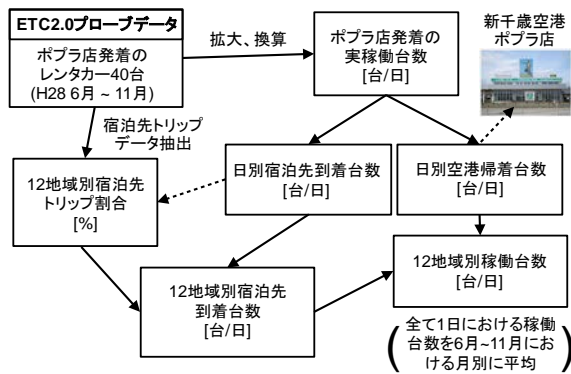 ETC2.0プローブデータ
ポプラ店発着の
レンタカー40台
(H28 6月 ~ 11月)
拡大、換算
ポプラ店発着の
実稼働台数
[台/日]
新千歳空港
ポプラ店
宿泊先トリップ
データ抽出
12地域別宿泊先
トリップ割合
[%]
日別宿泊先到着台数
[台/日]
日別空港帰着台数
[台/日]
12地域別宿泊先
到着台数
[台/日]
12地域別稼働台数
[台/日]
(全て1日における稼働
台数を6月~11月にお
ける月別に平均)